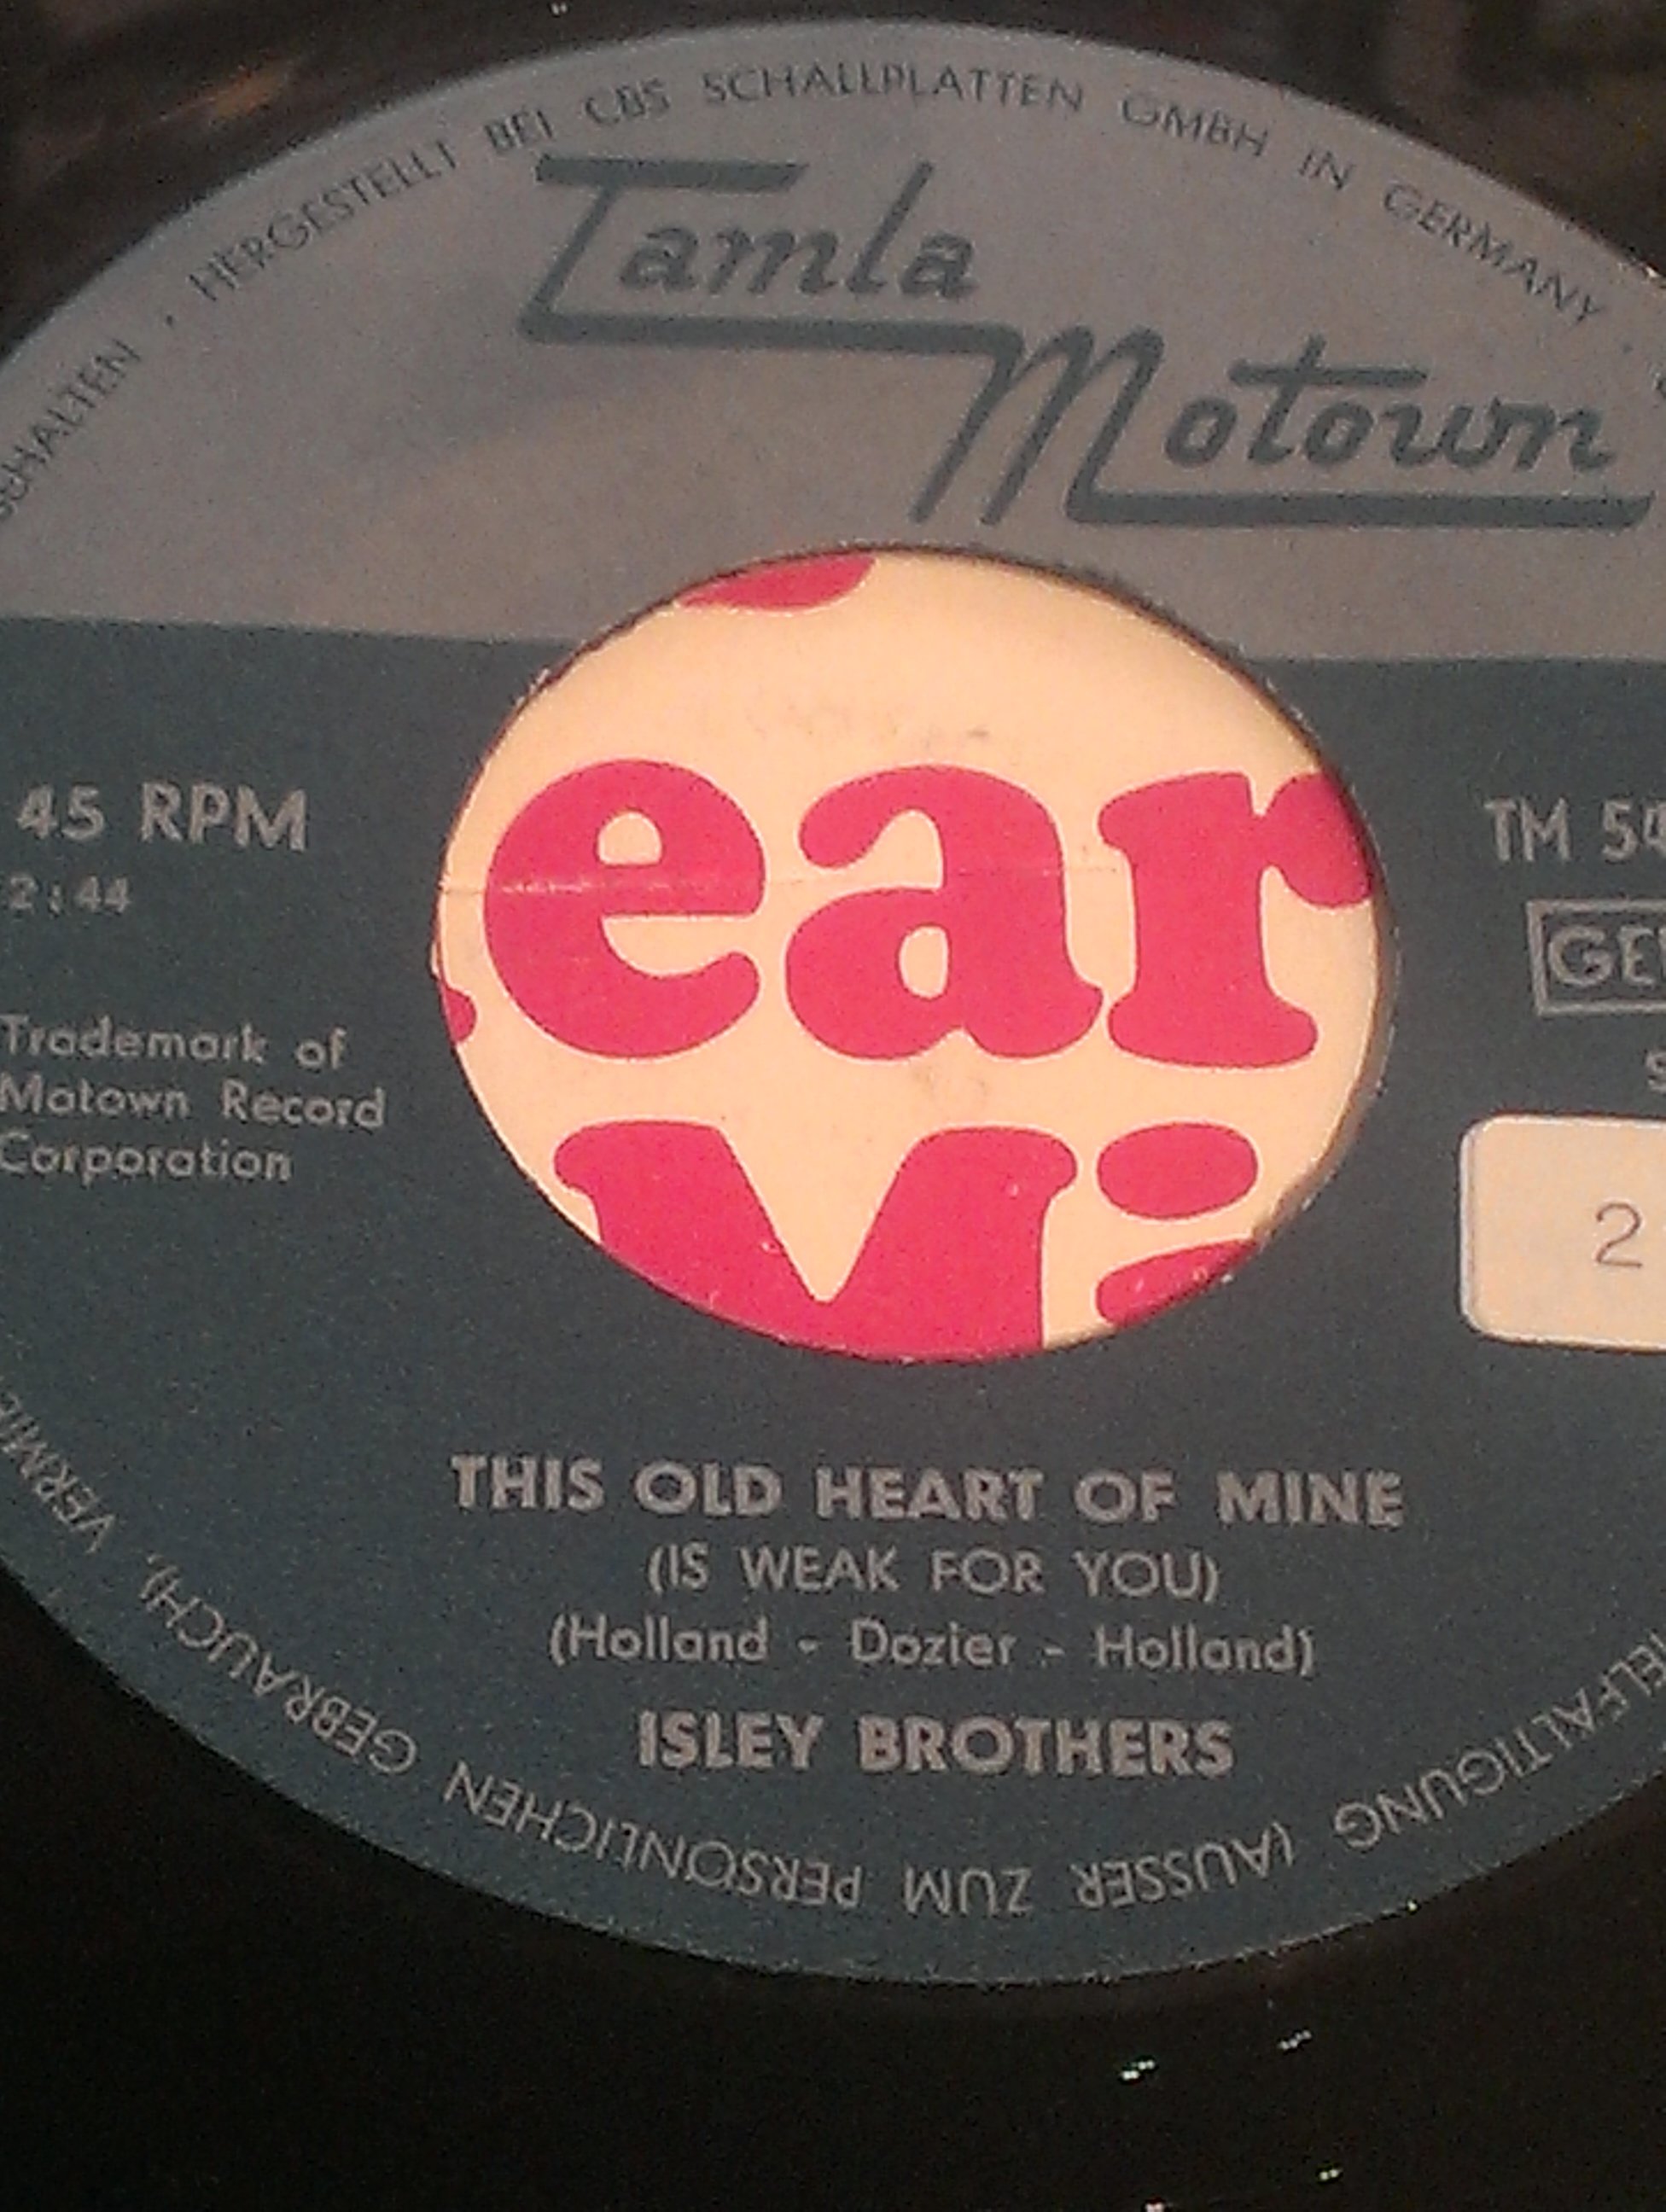 HERGESTELLT BEI CBS SCHALLPLATTEN GMBH IN GERMANY
Tamla
Motown
45 RPM
2:44
Trademark of
Motown Record
Corporation
TM
2
ear
Mi
THIS OLD HEART OF MINE
(IS WEAK FOR YOU)
(Holland - Dozier - Holland)
ISLEY BROTHERS
(AUSSER ZUM PERSÖNLICHEN GEBRAUCH),